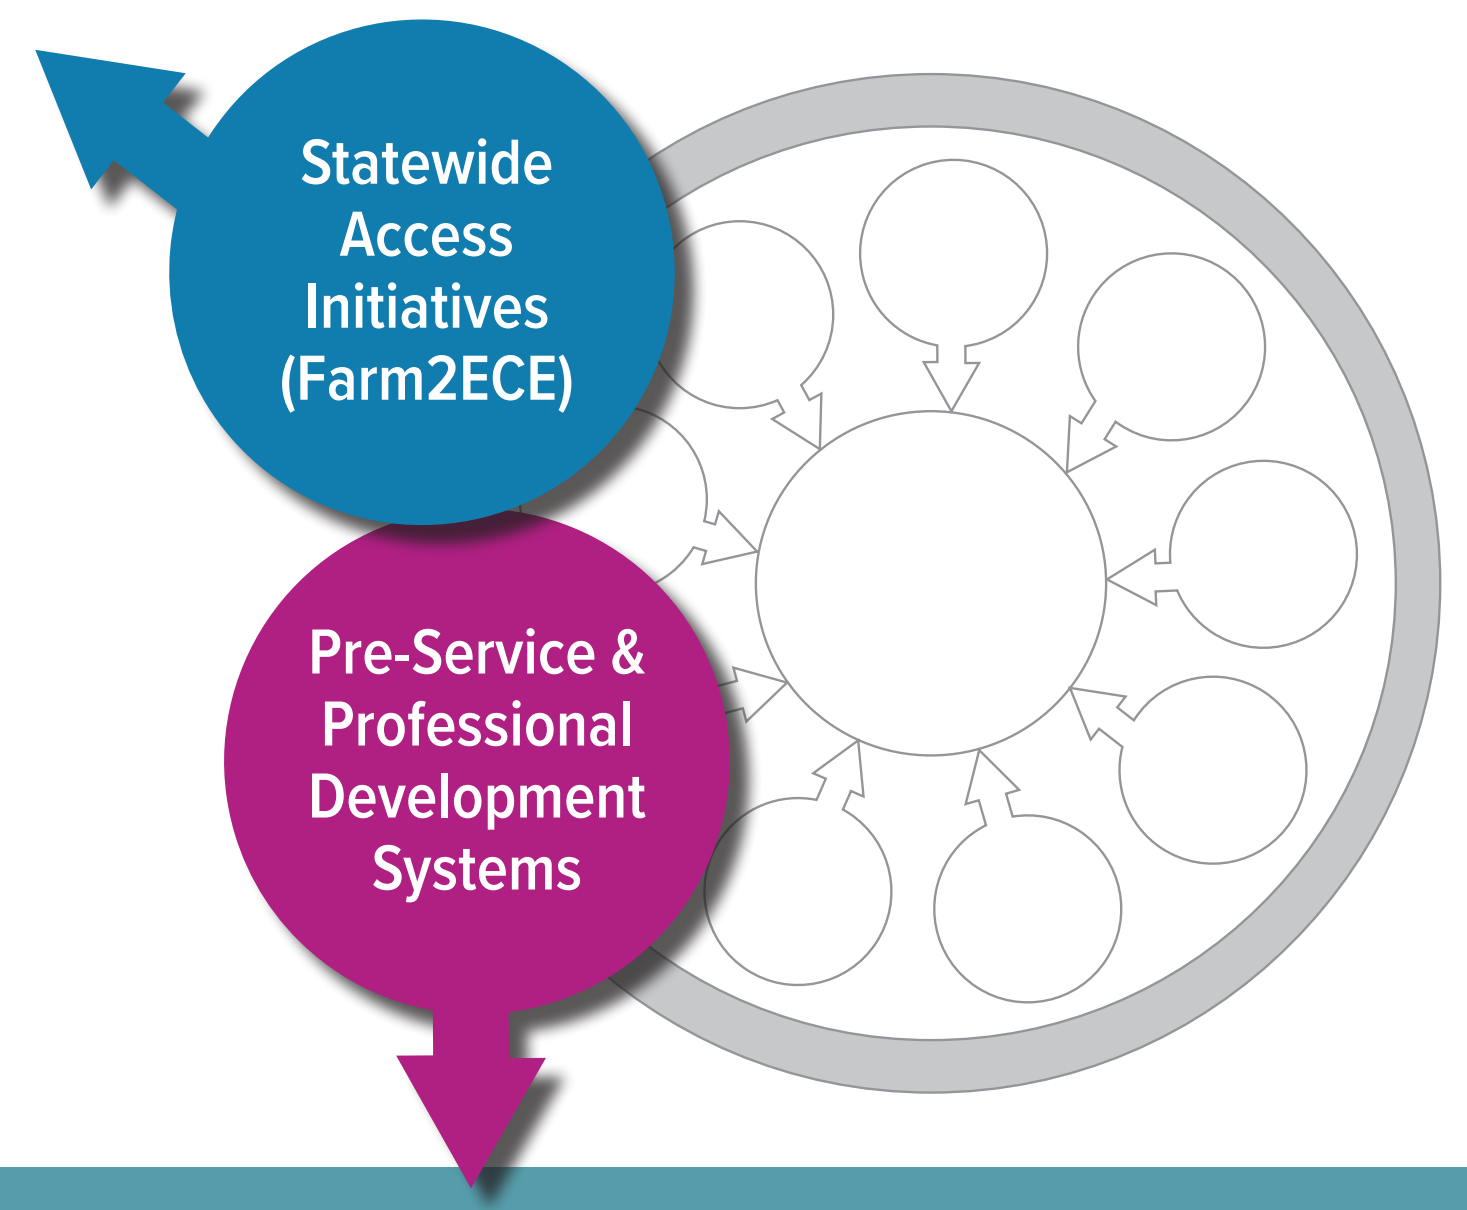 Statewide
Access
Initiatives
(Farm2ECE)
Pre-Service &
Professional
Development
Systems